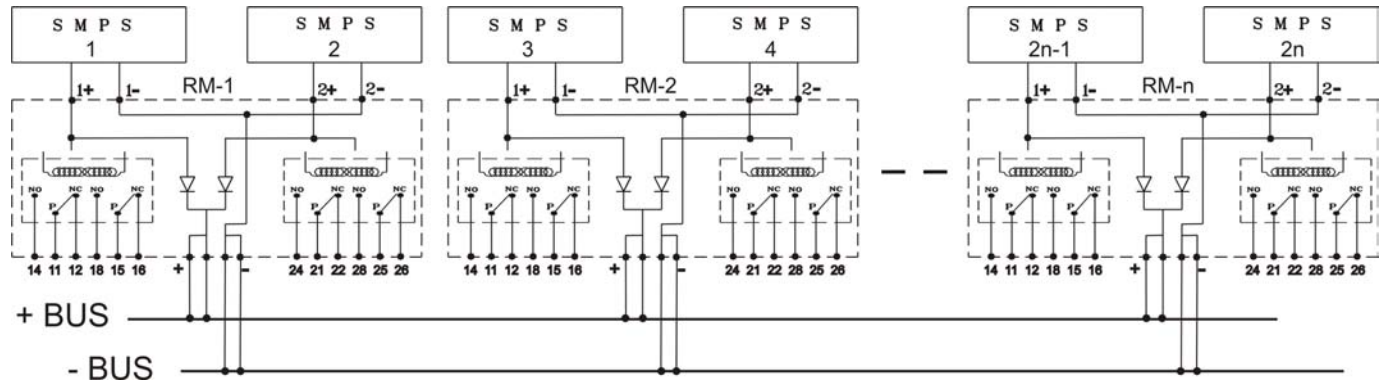 S M P S S M P S S M P S S M P S S M P S S M P S
1 2 3 4 2n-1 2n
1+ 1- RM-1 2+ 2- 1+ 1- RM-2 2+ 2- 1+ 1- RM-n 2+ 2-
NO NC NO NC NO NC NO NC NO NC NO NC NO NC NO NC NO NC NO NC NO NC NO NC
P P P P P P P P P P P P
14 11 12 18 15 16 + - 24 21 22 28 25 26 14 11 12 18 15 16 + - 24 21 22 28 25 26 14 11 12 18 15 16 + - 24 21 22 28 25 26
+ BUS
- BUS